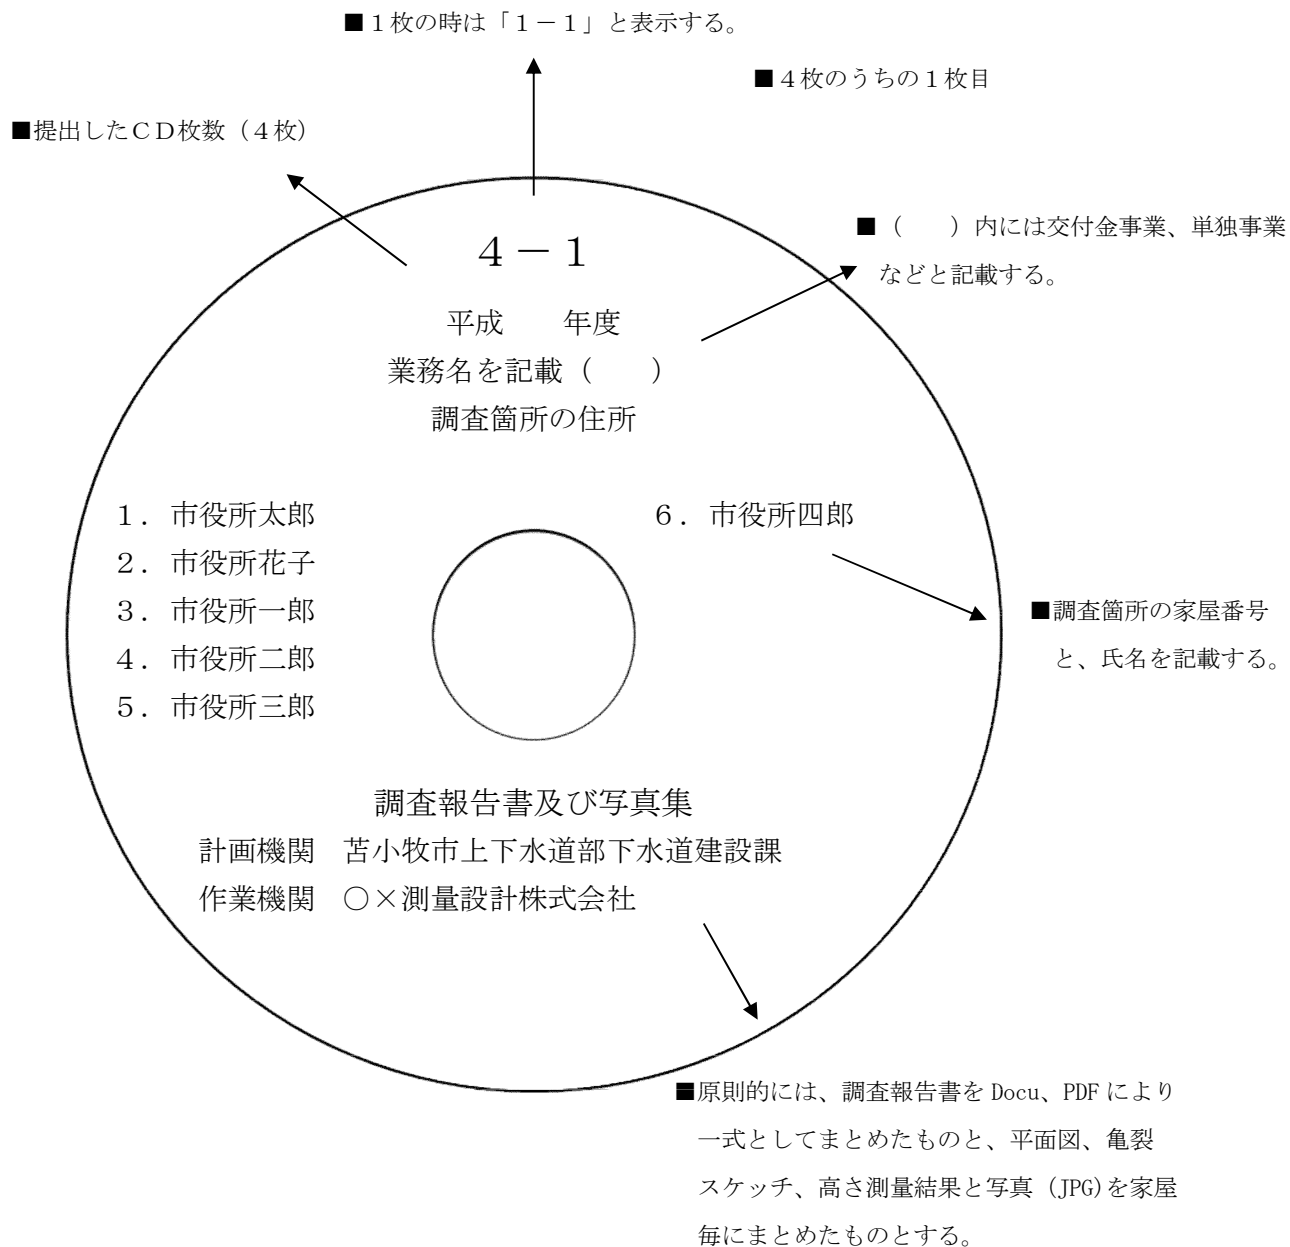 ■１枚の時は「１－１」と表示する。
■４枚のうちの１枚目
■提出したＣＤ枚数（４枚）
■（　　）内には交付金事業、単独事業
などと記載する。
４－１
平成　　年度
業務名を記載（　　）
調査箇所の住所
１．市役所太郎
２．市役所花子
３．市役所一郎
４．市役所二郎
５．市役所三郎
６．市役所四郎
■調査箇所の家屋番号
と、氏名を記載する。
調査報告書及び写真集
計画機関　苫小牧市上下水道部下水道建設課
作業機関　○×測量設計株式会社
■原則的には、調査報告書を Docu、PDF により
一式としてまとめたものと、平面図、亀裂
スケッチ、高さ測量結果と写真 (JPG)を家屋
毎にまとめたものとする。